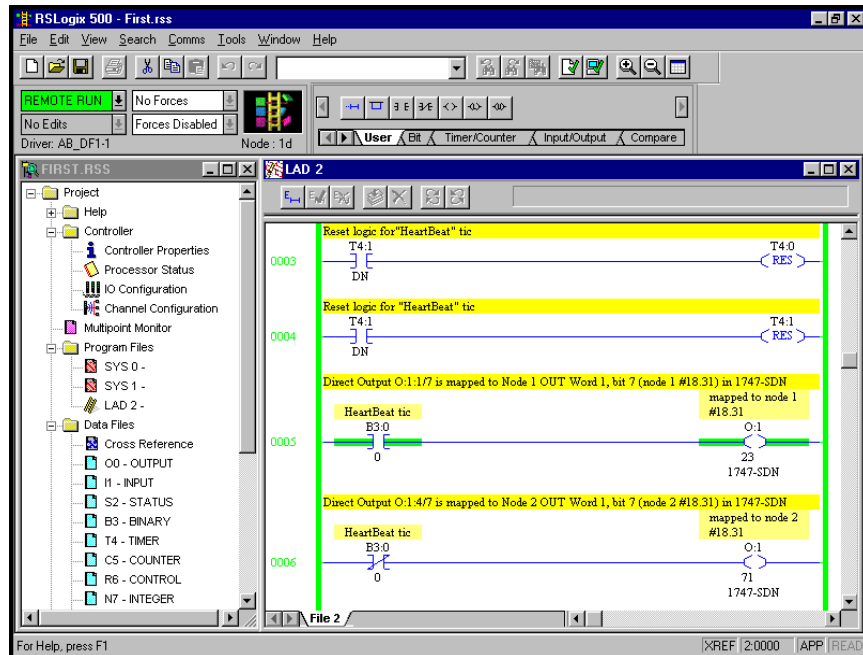 RSLogix 500 - First.rss
File Edit View Search Comms Tools Window Help
REMOTE RUN No Forces
No Edits Forces Disabled
Driver: AB_DF1-1 Node : 1d
User Bit Timer/Counter Input/Output Compare
FIRST.RSS
Project
Help
Controller
Controller Properties
Processor Status
IO Configuration
Channel Configuration
Multipoint Monitor
Program Files
SYS 0 -
SYS 1 -
LAD 2 -
Data Files
Cross Reference
O0 - OUTPUT
I1 - INPUT
S2 - STATUS
B3 - BINARY
T4 - TIMER
C5 - COUNTER
R6 - CONTROL
N7 - INTEGER
LAD 2
Reset logic for"HeartBeat" tic
T4:1 T4:0
0003 RES
DN
Reset logic for "HeartBeat" tic
T4:1 T4:1
0004 RES
DN
Direct Output O:1:1/7 is mapped to Node 1 OUT Word 1, bit 7 (node 1 #18.31) in 1747-SDN
mapped to node 1
HeartBeat tic #18.31
B3:0 O:1
0005
0 23
1747-SDN
Direct Output O:1:4/7 is mapped to Node 2 OUT Word 1, bit 7 (node 2 #18.31) in 1747-SDN
mapped to node 2
HeartBeat tic #18.31
B3:0 O:1
0006
0 71
1747-SDN
File 2
For Help, press F1 XREF 2:0000 APP READ